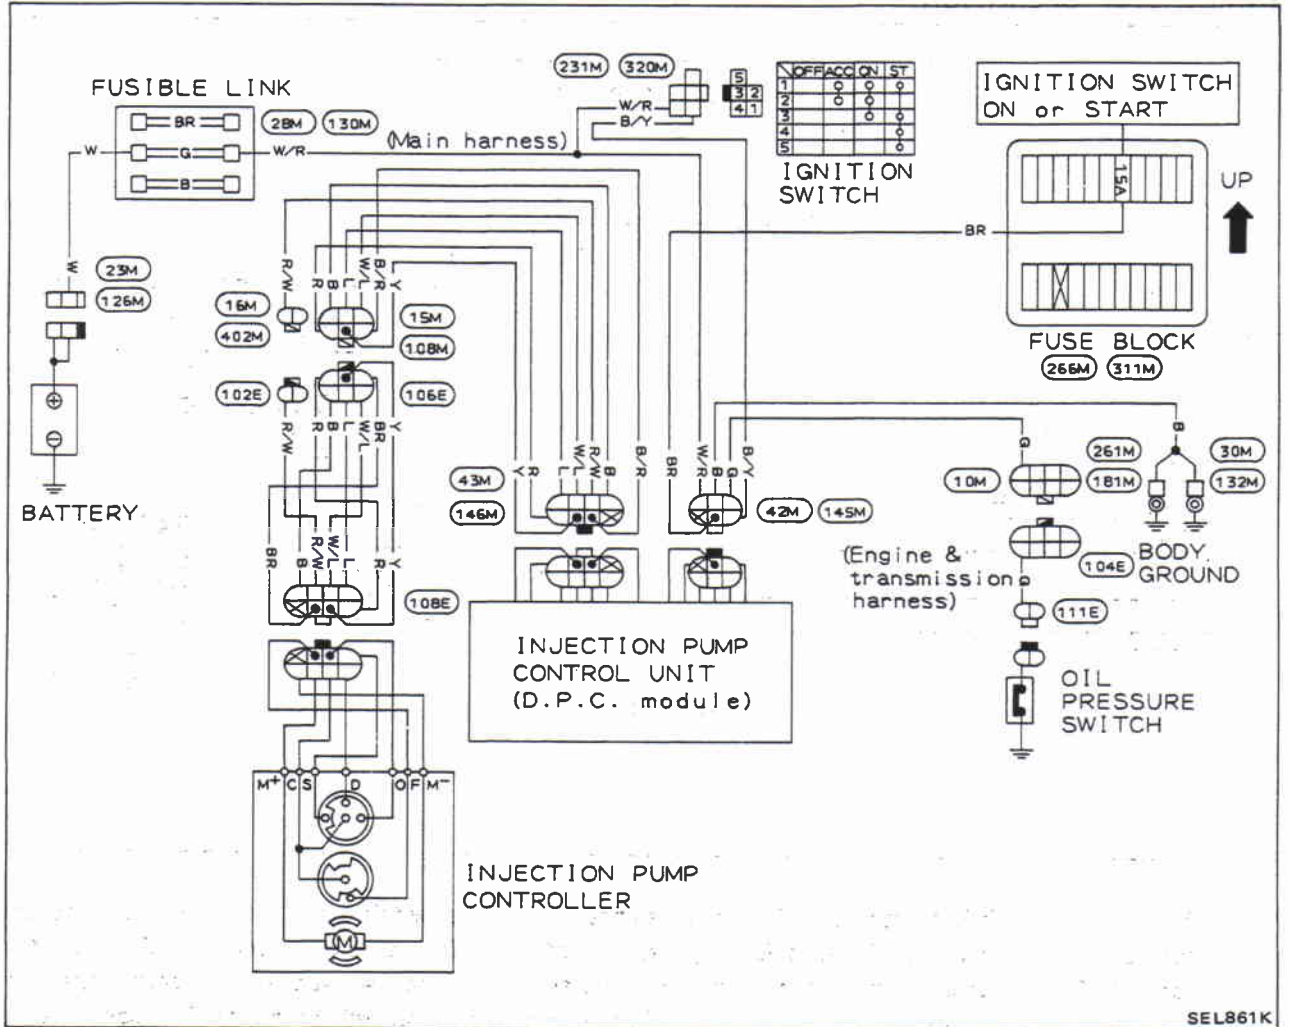 FUSIBLE LINK
BR
G
B
W
W/R
28M
130M
(Main harness)
231M
320M
W/R
B/Y
5
3 2
4 1
OFF ACC ON ST
1
2
3
4
5
IGNITION
SWITCH
IGNITION SWITCH
ON or START
15A
UP
BR
FUSE BLOCK
266M
311M
W
23M
126M
BATTERY
R/W
R
B
L
W/L
B/R
Y
16M
402M
15M
108M
102E
106E
R/W
R
B
L
W/L
BR
Y
BR
B
R/W
W/L
L
R
Y
108E
Y
R
L
W/L
R/W
B
B/R
43M
146M
BR
W/R
B
G
B/Y
42M
145M
INJECTION PUMP
CONTROL UNIT
(D.P.C. module)
G
10M
261M
181M
B
30M
132M
BODY
GROUND
104E
(Engine &
transmission
harness)
G
111E
OIL
PRESSURE
SWITCH
M+ C S D O F M-
M
INJECTION PUMP
CONTROLLER
SEL861K